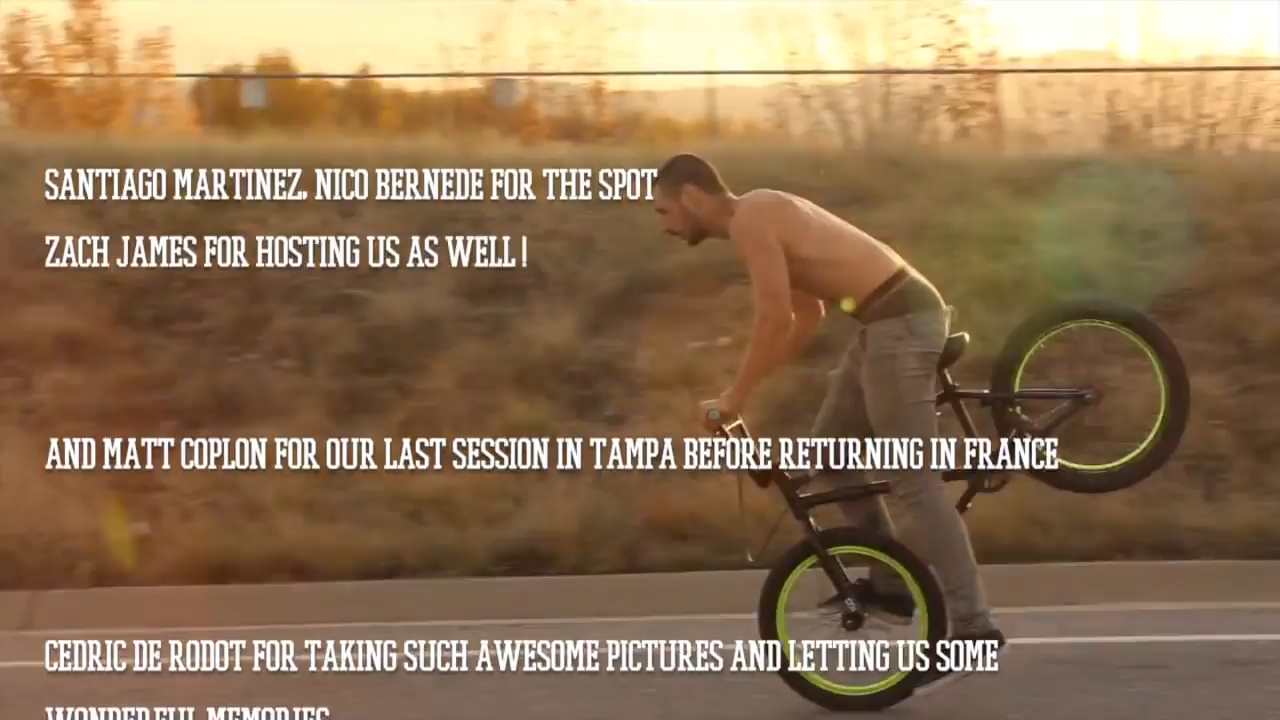 SANTIAGO MARTINEZ, NICO BERNEDE FOR THE SPOT
ZACH JAMES FOR HOSTING US AS WELL !
AND MATT COPLON FOR OUR LAST SESSION IN TAMPA BEFORE RETURNING IN FRANCE
CEDRIC DE RODOT FOR TAKING SUCH AWESOME PICTURES AND LETTING US SOME
WONDERFUL MEMORIES